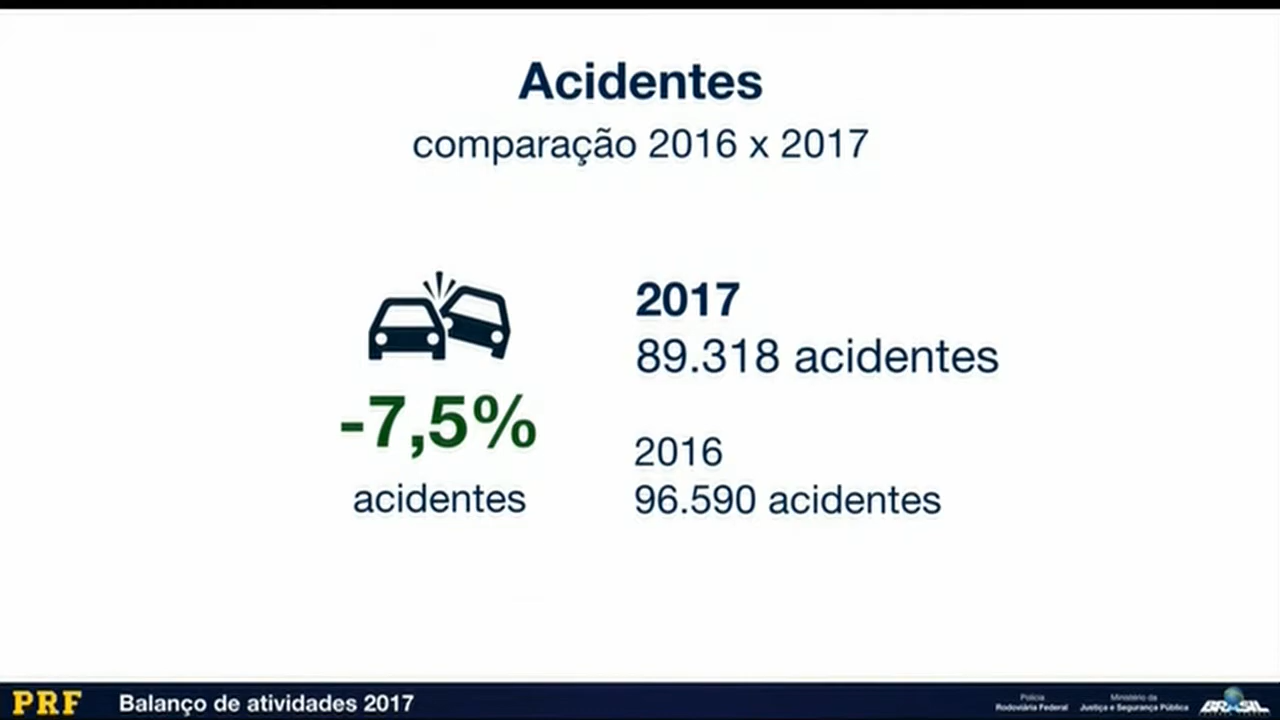 Acidentes
comparação 2016 x 2017
2017
89.318 acidentes
-7,5%
acidentes
2016
96.590 acidentes
PRF
Balanço de atividades 2017
Polícia
Rodoviária Federal
Ministério da
Justiça e Segurança Pública
BRASIL